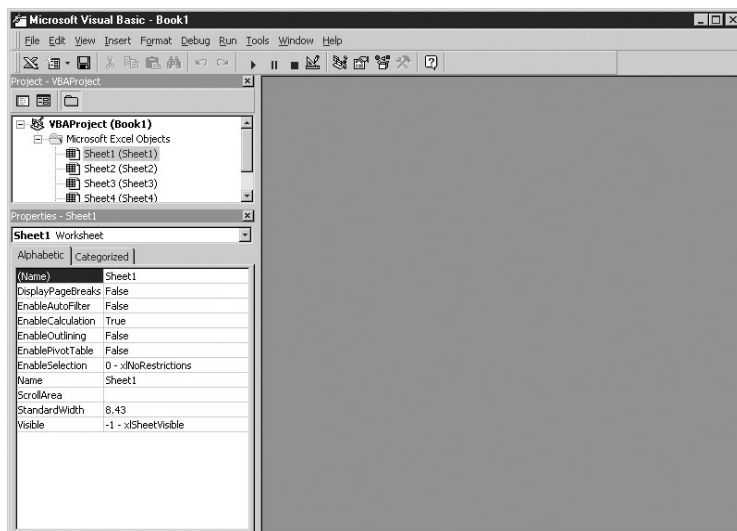 Microsoft Visual Basic - Book1
File Edit View Insert Format Debug Run Tools Window Help
Project - VBAProject
VBAProject (Book1)
Microsoft Excel Objects
Sheet1 (Sheet1)
Sheet2 (Sheet2)
Sheet3 (Sheet3)
Sheet4 (Sheet4)
Properties - Sheet1
Sheet1 Worksheet
Alphabetic Categorized
(Name) Sheet1
DisplayPageBreaks False
EnableAutoFilter False
EnableCalculation True
EnableOutlining False
EnablePivotTable False
EnableSelection 0 - xlNoRestrictions
Name Sheet1
ScrollArea
StandardWidth 8.43
Visible -1 - xlSheetVisible